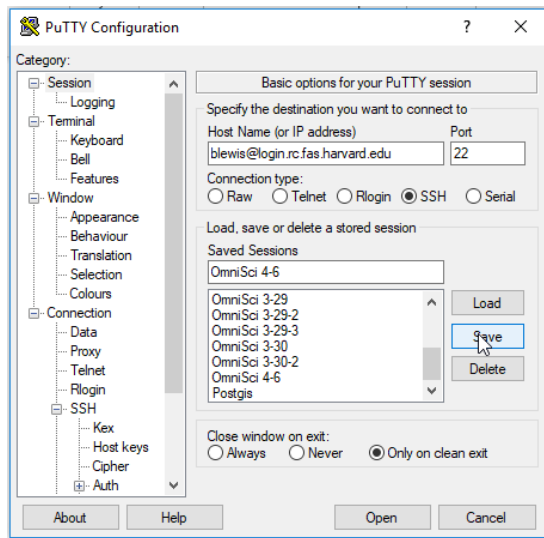 PuTTY Configuration
?
Category:
Session
Logging
Terminal
Keyboard
Bell
Features
Window
Appearance
Behaviour
Translation
Selection
Colours
Connection
Data
Proxy
Telnet
Rlogin
SSH
Kex
Host keys
Cipher
Auth
Basic options for your PuTTY session
Specify the destination you want to connect to
Host Name (or IP address) Port
blewis@login.rc.fas.harvard.edu 22
Connection type:
Raw Telnet Rlogin SSH Serial
Load, save or delete a stored session
Saved Sessions
OmniSci 4-6
OmniSci 3-29
OmniSci 3-29-2
OmniSci 3-29-3
OmniSci 3-30
OmniSci 3-30-2
OmniSci 4-6
Postgis
Load
Save
Delete
Close window on exit:
Always Never Only on clean exit
About Help Open Cancel